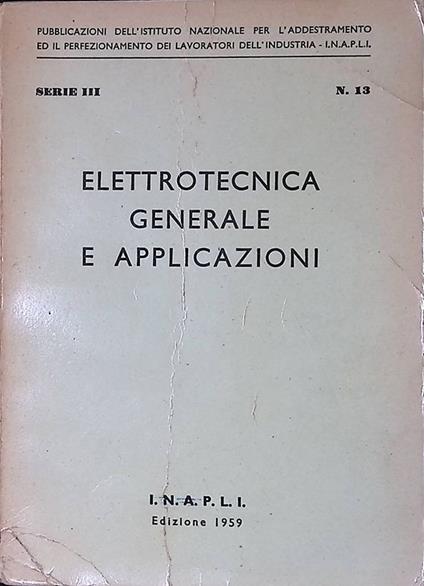 PUBBLICAZIONI DELL'ISTITUTO NAZIONALE PER L'ADDESTRAMENTO
ED IL PERFEZIONAMENTO DEI LAVORATORI DELL'INDUSTRIA - I.N.A.P.L.I.
SERIE III N. 13
ELETTROTECNICA
GENERALE
E APPLICAZIONI
I.N.A.P.L.I.
Edizione 1959